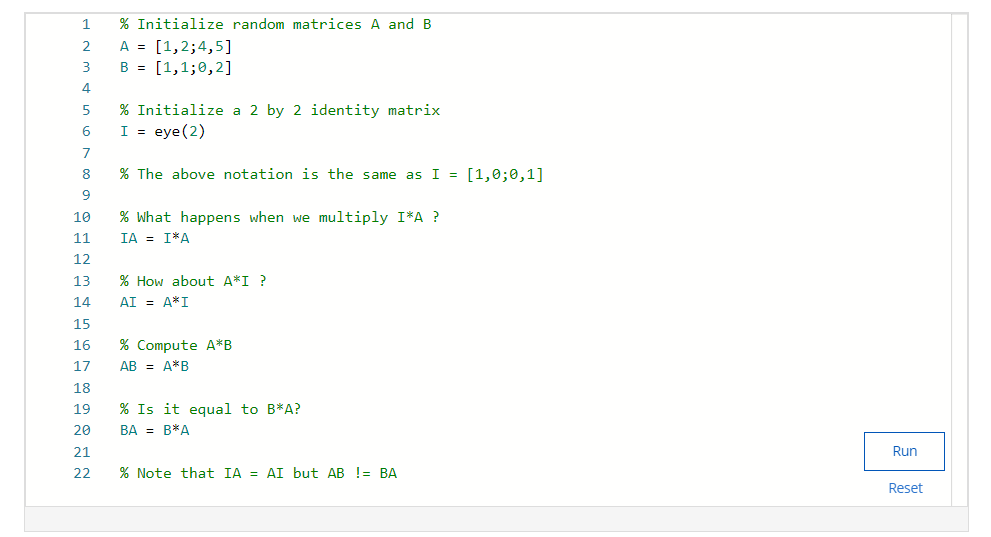 1 % Initialize random matrices A and B
2 A = [1,2;4,5]
3 B = [1,1;0,2]
4
5 % Initialize a 2 by 2 identity matrix
6 I = eye(2)
7
8 % The above notation is the same as I = [1,0;0,1]
9
10 % What happens when we multiply I*A ?
11 IA = I*A
12
13 % How about A*I ?
14 AI = A*I
15
16 % Compute A*B
17 AB = A*B
18
19 % Is it equal to B*A?
20 BA = B*A
21
22 % Note that IA = AI but AB != BA
Run
Reset